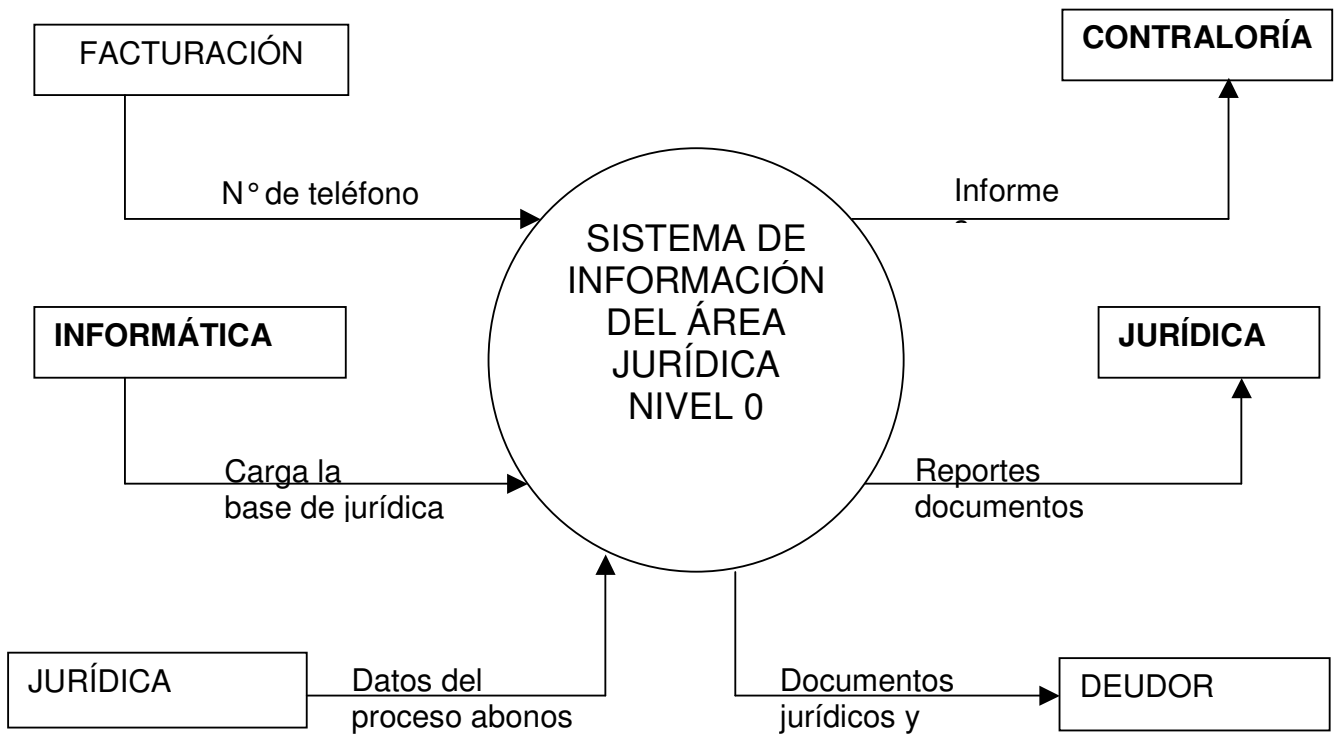 FACTURACIÓN
CONTRALORÍA
N° de teléfono
Informe
SISTEMA DE
INFORMACIÓN
DEL ÁREA
JURÍDICA
NIVEL 0
INFORMÁTICA
JURÍDICA
Carga la
base de jurídica
Reportes
documentos
JURÍDICA
Datos del
proceso abonos
Documentos
jurídicos y
DEUDOR